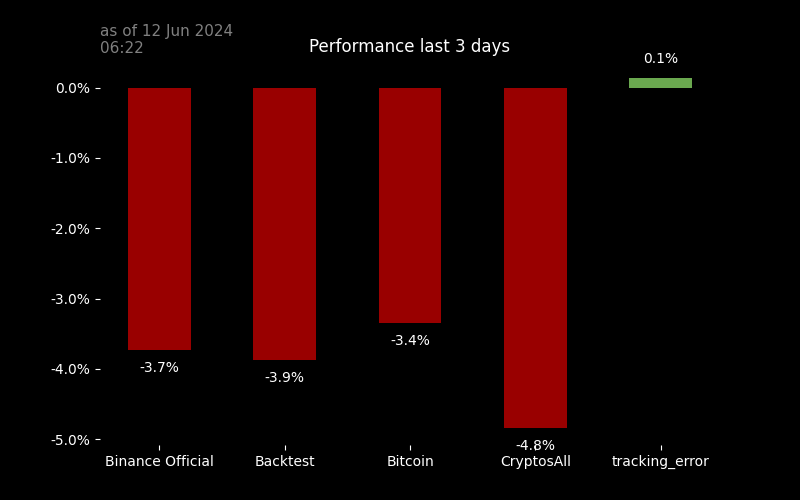 as of 12 Jun 2024
06:22
Performance last 3 days
0.1%
0.0%
-1.0%
-2.0%
-3.0%
-4.0%
-5.0%
-3.7%
-3.9%
-3.4%
-4.8%
Binance Official
Backtest
Bitcoin
CryptosAll
tracking_error